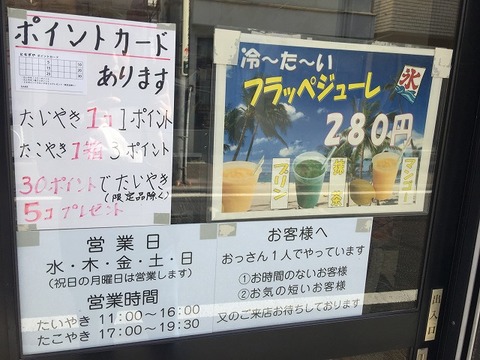 ポイントカード
あります
たいやき1コ1ポイント
たこやき1箱3ポイント
30ポイントでたいやき
(限定品除く)
5コプレゼント
冷〜た〜い
フラッペジューレ
氷
280円
プリン
抹茶
マンゴー
営業日
水・木・金・土・日
(祝日の月曜日は営業します)
営業時間
たいやき 11:00〜16:00
たこやき 17:00〜19:30
お客様へ
おっさん1人でやっています
①お時間のないお客様
②お気の短いお客様
又のご来店お待ちしております
出入口